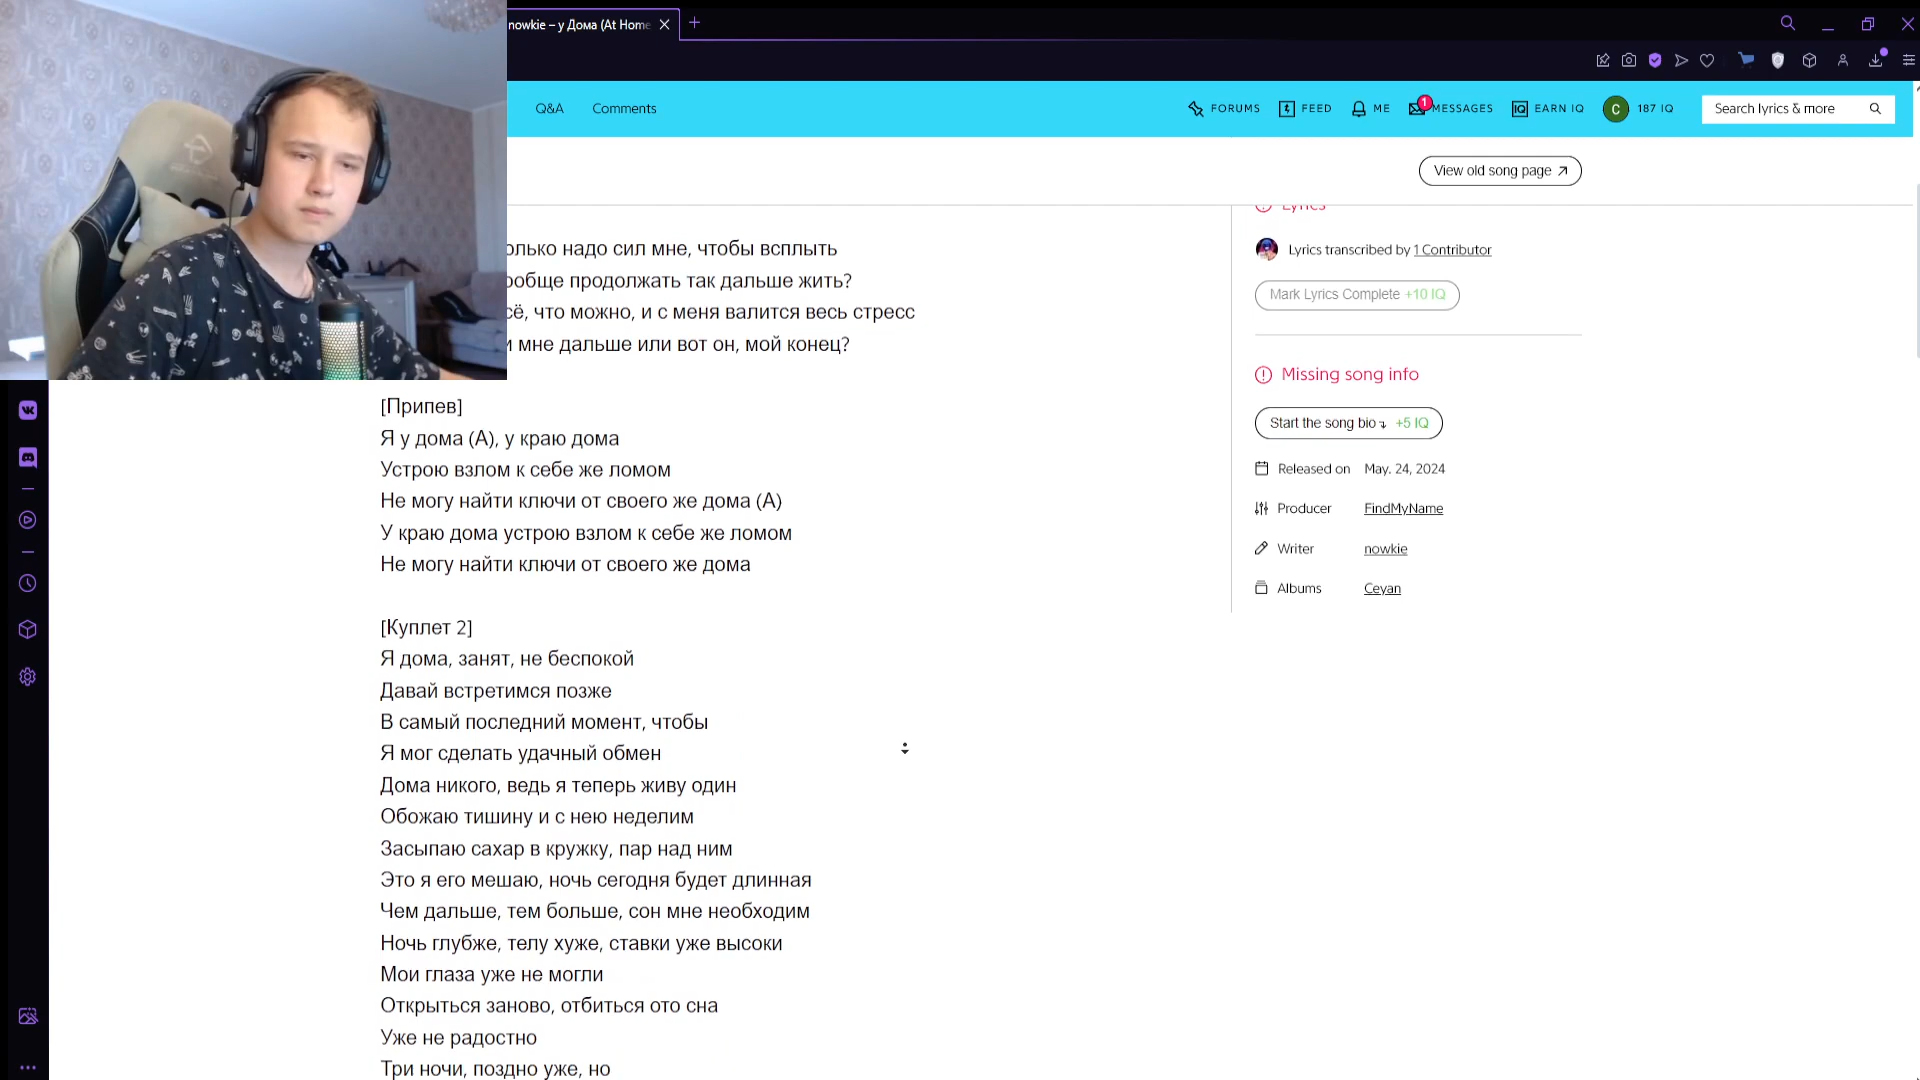 nowkie – у Дома (At Home
Q&A
Comments
FORUMS
FEED
ME
1
MESSAGES
EARN IQ
C
187 IQ
Search lyrics & more
View old song page
Lyrics
Lyrics transcribed by 1 Contributor
Mark Lyrics Complete +10 IQ
Missing song info
Start the song bio +5 IQ
Released on May. 24, 2024
Producer FindMyName
Writer nowkie
Albums Ceyan
надо сил мне, чтобы всплыть
продолжать так дальше жить?
что можно, и с меня валится весь стресс
мне дальше или вот он, мой конец?
[Припев]
Я у дома (А), у краю дома
Устрою взлом к себе же ломом
Не могу найти ключи от своего же дома (А)
У краю дома устрою взлом к себе же ломом
Не могу найти ключи от своего же дома
[Куплет 2]
Я дома, занят, не беспокой
Давай встретимся позже
В самый последний момент, чтобы
Я мог сделать удачный обмен
Дома никого, ведь я теперь живу один
Обожаю тишину и с нею неделим
Засыпаю сахар в кружку, пар над ним
Это я его мешаю, ночь сегодня будет длинная
Чем дальше, тем больше, сон мне необходим
Ночь глубже, телу хуже, ставки уже высоки
Мои глаза уже не могли
Открыться заново, отбиться ото сна
Уже не радостно
Три ночи, поздно уже, но